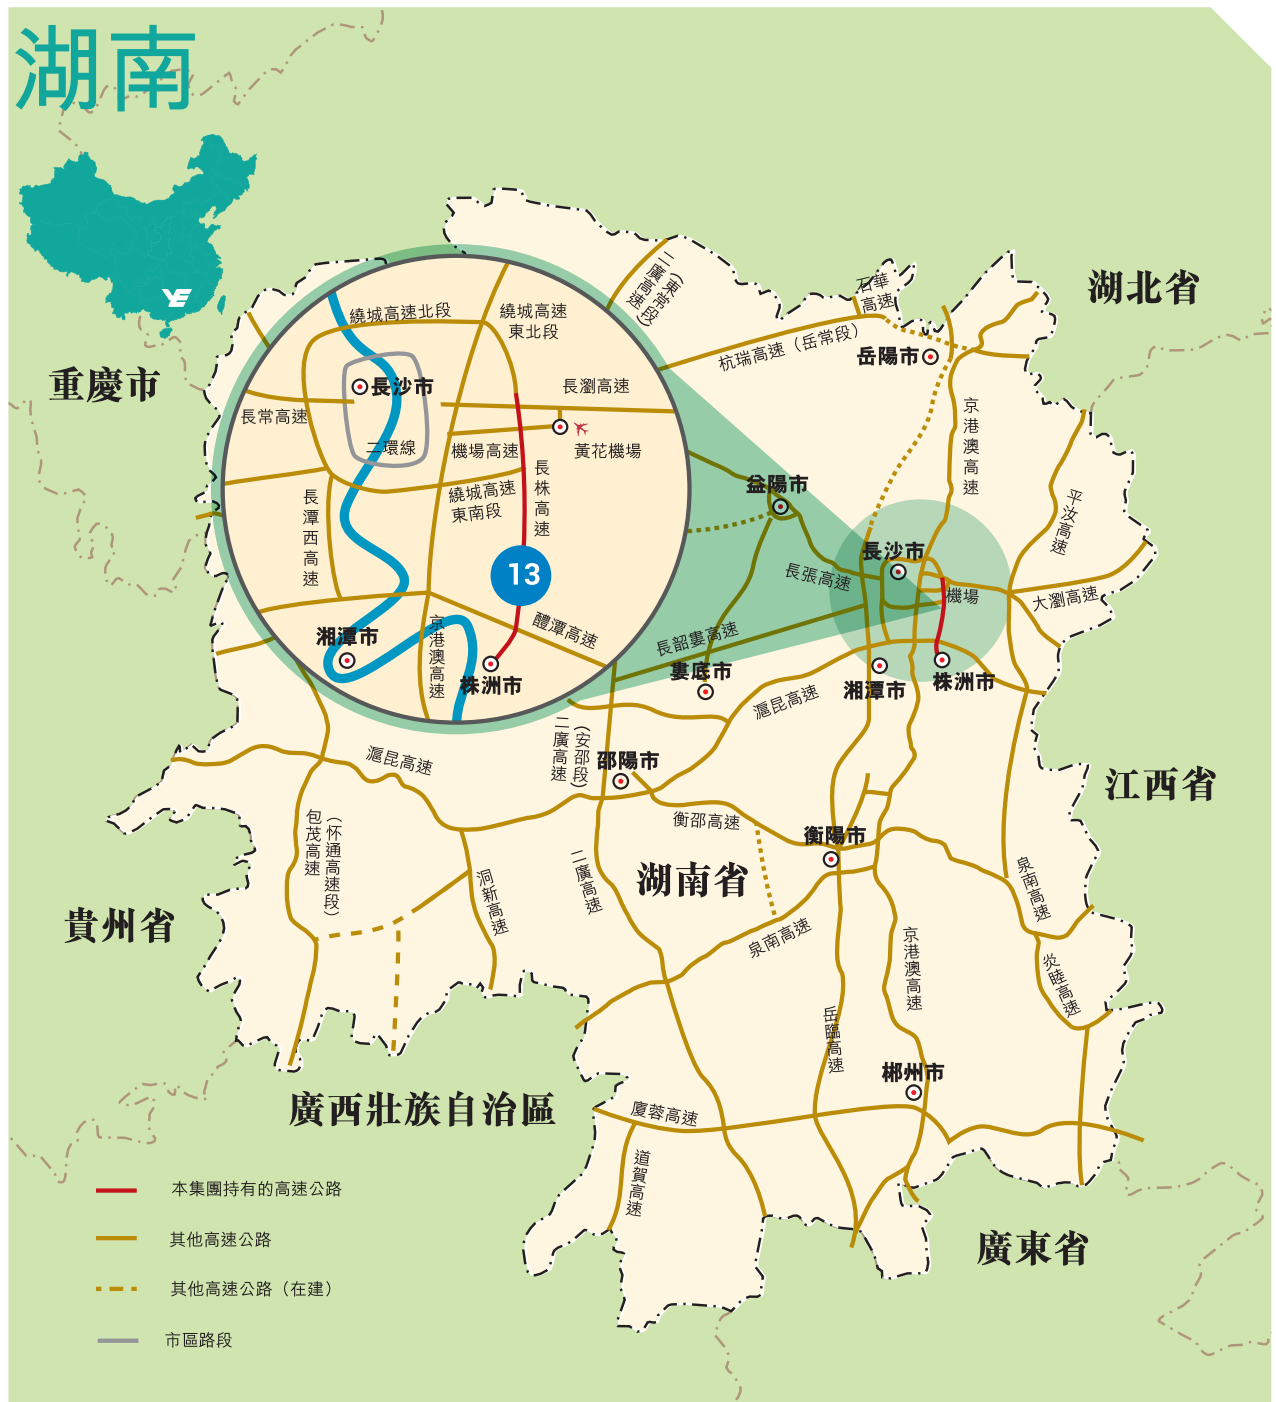 湖南
YE
湖北省
重慶市
江西省
貴州省
湖南省
廣西壯族自治區
廣東省
二廣高速
（東常段）
石華
高速
杭瑞高速（岳常段）
岳陽市
京港澳高速
平汝高速
益陽市
長張高速
長沙市
機場
大瀏高速
長韶婁高速
婁底市
湘潭市
株洲市
滬昆高速
繞城高速北段
繞城高速
東北段
長沙市
長瀏高速
長常高速
二環線
機場高速
黃花機場
繞城高速
東南段
長株高速
長潭西高速
13
湘潭市
京港澳高速
醴潭高速
株洲市
滬昆高速
二廣高速
（安邵段）
邵陽市
衡邵高速
衡陽市
包茂高速
（怀通高速段）
洞新高速
二廣高速
泉南高速
泉南高速
炎睦高速
京港澳高速
岳臨高速
郴州市
廈蓉高速
道賀高速
本集團持有的高速公路
其他高速公路
其他高速公路（在建）
市區路段